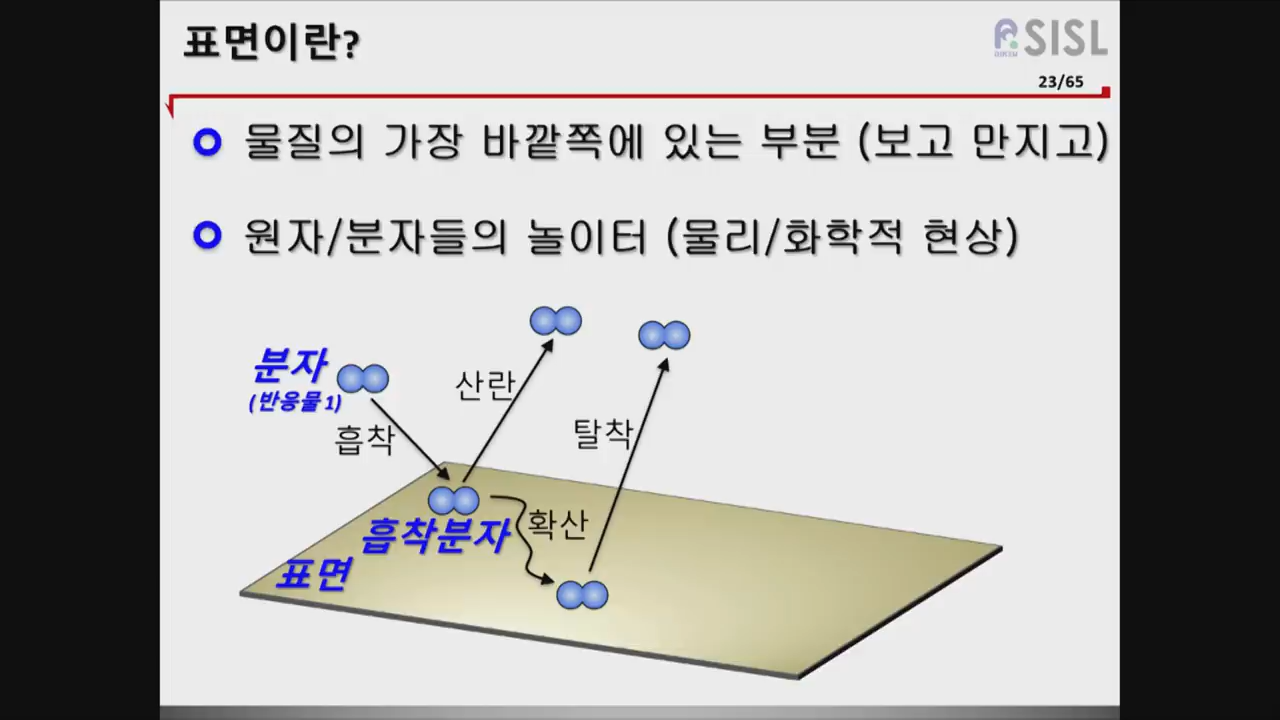 표면이란?
SISL
23/65
물질의 가장 바깥쪽에 있는 부분 (보고 만지고)
원자/분자들의 놀이터 (물리/화학적 현상)
분자
(반응물 1)
흡착
산란
탈착
흡착분자
확산
표면